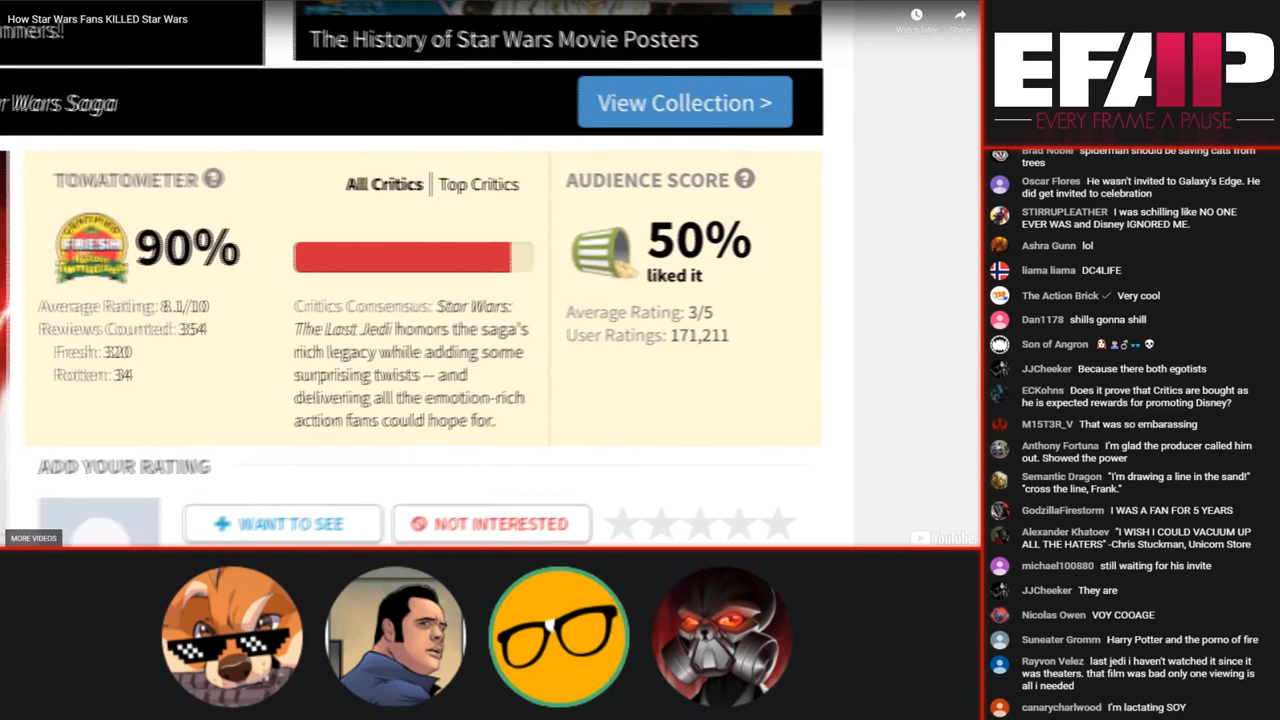 How Star Wars Fans KILLED Star Wars
nners!!
The History of Star Wars Movie Posters
Watch later
Share
r Wars Saga
View Collection >
TOMATOMETER ?
All Critics | Top Critics
AUDIENCE SCORE ?
FRESH
90%
50%
liked it
Average Rating: 8.1/10
Reviews Counted: 354
Fresh: 320
Rotten: 34
Critics Consensus: Star Wars:
The Last Jedi honors the saga's
rich legacy while adding some
surprising twists -- and
delivering all the emotion-rich
action fans could hope for.
Average Rating: 3/5
User Ratings: 171,211
ADD YOUR RATING
WANT TO SEE
NOT INTERESTED
MORE VIDEOS
YouTube
EFAP
EVERY FRAME A PAUSE
Brad Noble spiderman should be saving cats from
trees
Oscar Flores He wasn't invited to Galaxy's Edge. He
did get invited to celebration
STIRRUPLEATHER I was schilling like NO ONE
EVER WAS and Disney IGNORED ME.
Ashra Gunn lol
liama liama DC4LIFE
The Action Brick ✓ Very cool
Dan1178 shills gonna shill
Son of Angron
JJCheeker Because there both egotists
ECKohns Does it prove that Critics are bought as
he is expected rewards for promoting Disney?
M15T3R_V That was so embarassing
Anthony Fortuna I'm glad the producer called him
out. Showed the power
Semantic Dragon "I'm drawing a line in the sand!"
"cross the line, Frank."
GodzillaFirestorm I WAS A FAN FOR 5 YEARS
Alexander Khatoev "I WISH I COULD VACUUM UP
ALL THE HATERS" -Chris Stuckman, Unicorn Store
michael100880 still waiting for his invite
JJCheeker They are
Nicolas Owen VOY COOAGE
Suneater Gromm Harry Potter and the porno of fire
Rayvon Velez last jedi i haven't watched it since it
was theaters. that film was bad only one viewing is
all i needed
canarycharlwood I'm lactating SOY